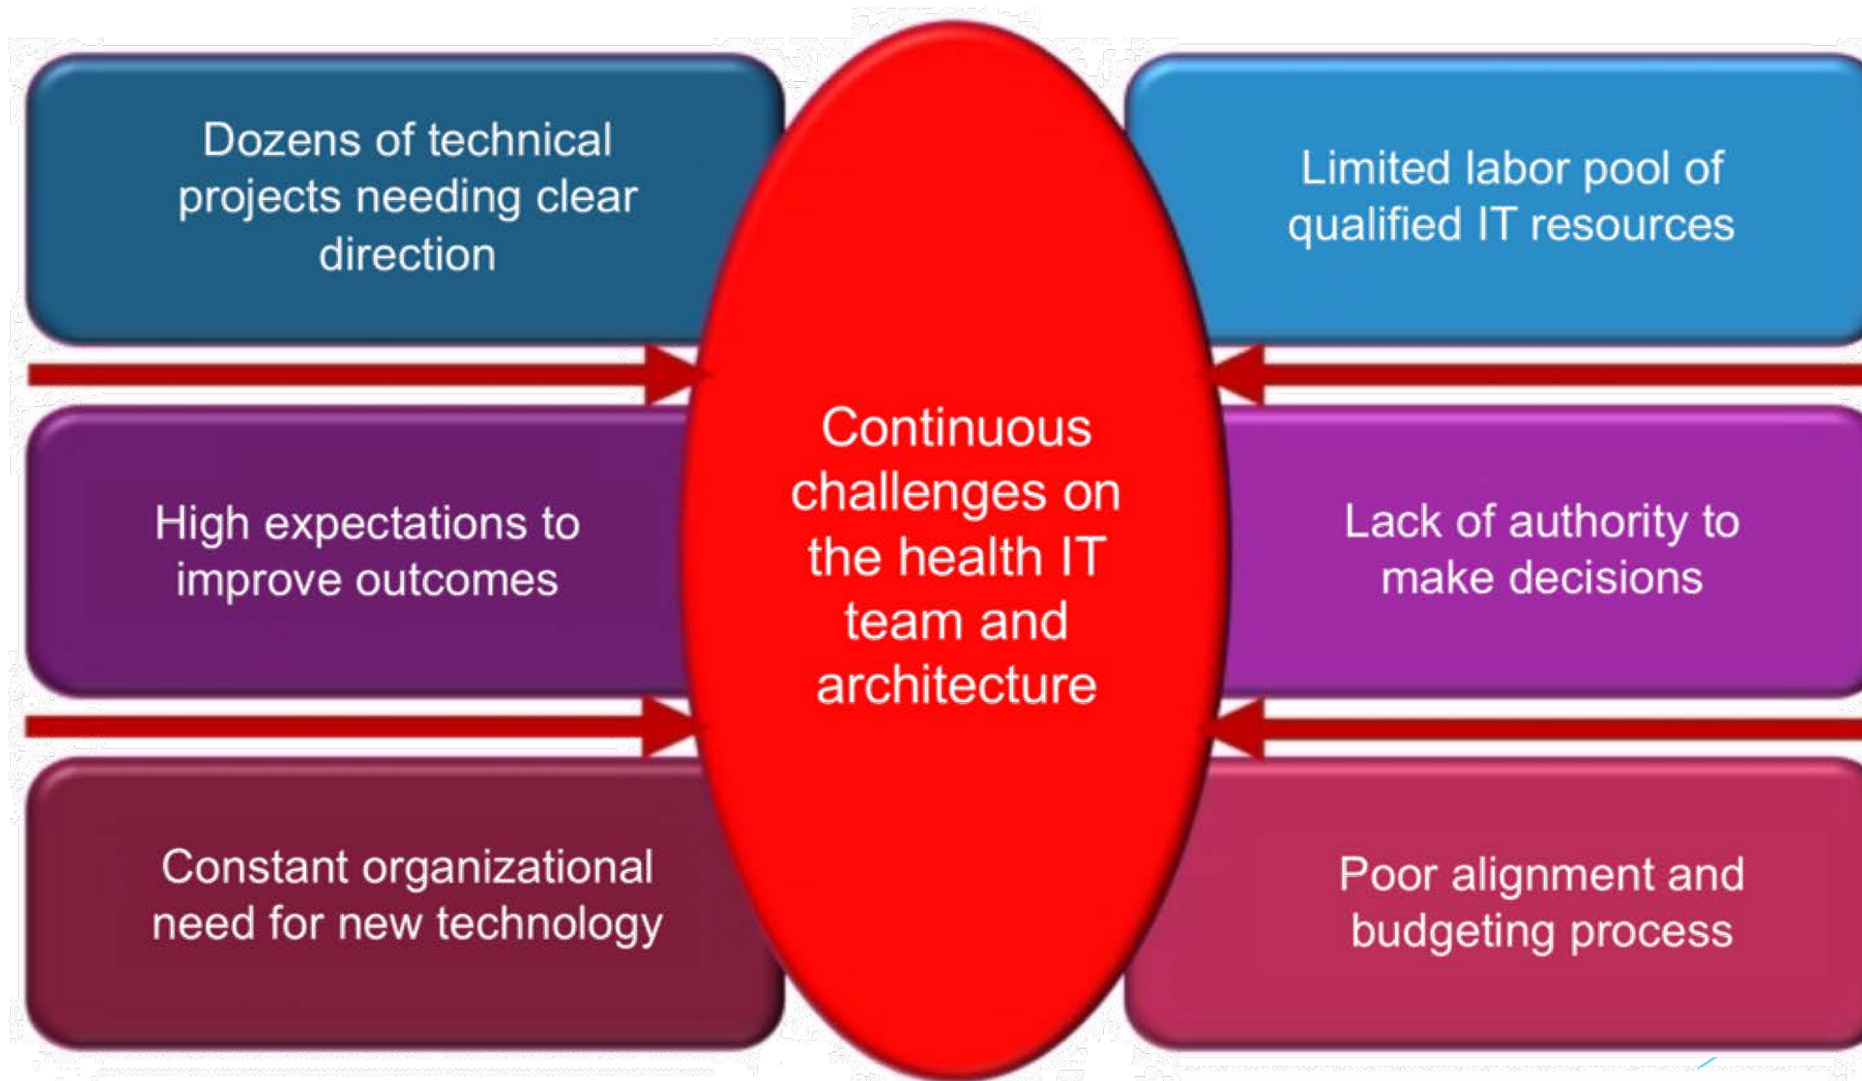 Dozens of technical
projects needing clear
direction
High expectations to
improve outcomes
Constant organizational
need for new technology
Continuous
challenges on
the health IT
team and
architecture
Limited labor pool of
qualified IT resources
Lack of authority to
make decisions
Poor alignment and
budgeting process